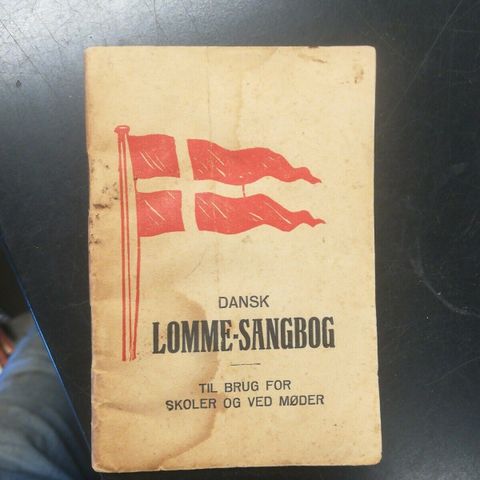 DANSK
LOMME-SANGBOG
TIL BRUG FOR
SKOLER OG VED MØDER